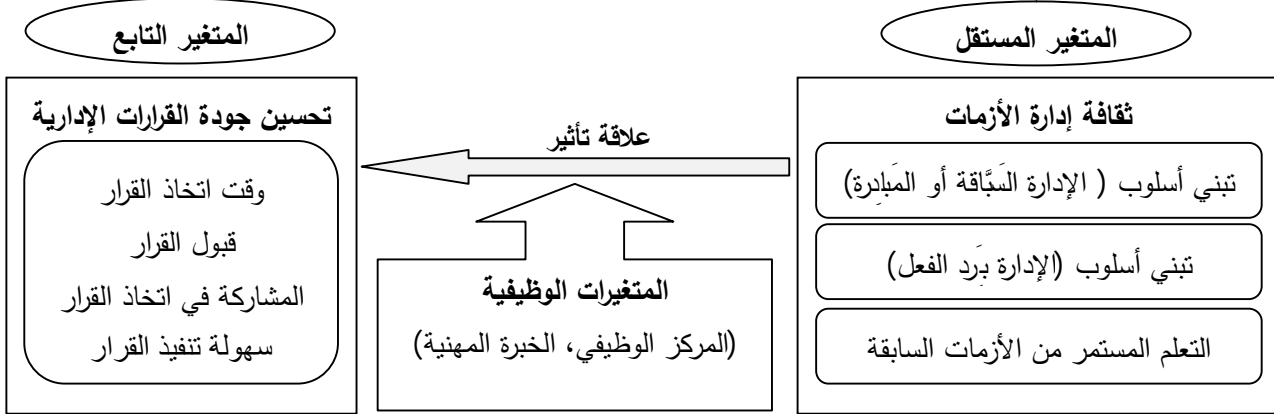 المتغير المستقل
ثقافة إدارة الأزمات
تبني أسلوب ( الإدارة السَبَّاقة أو المبادِرة)
تبني أسلوب (الإدارة بَرد الفعل)
التعلم المستمر من الأزمات السابقة
علاقة تأثير
المتغيرات الوظيفية
(المركز الوظيفي، الخبرة المهنية)
المتغير التابع
تحسين جودة القرارات الإدارية
وقت اتخاذ القرار
قبول القرار
المشاركة في اتخاذ القرار
سهولة تنفيذ القرار